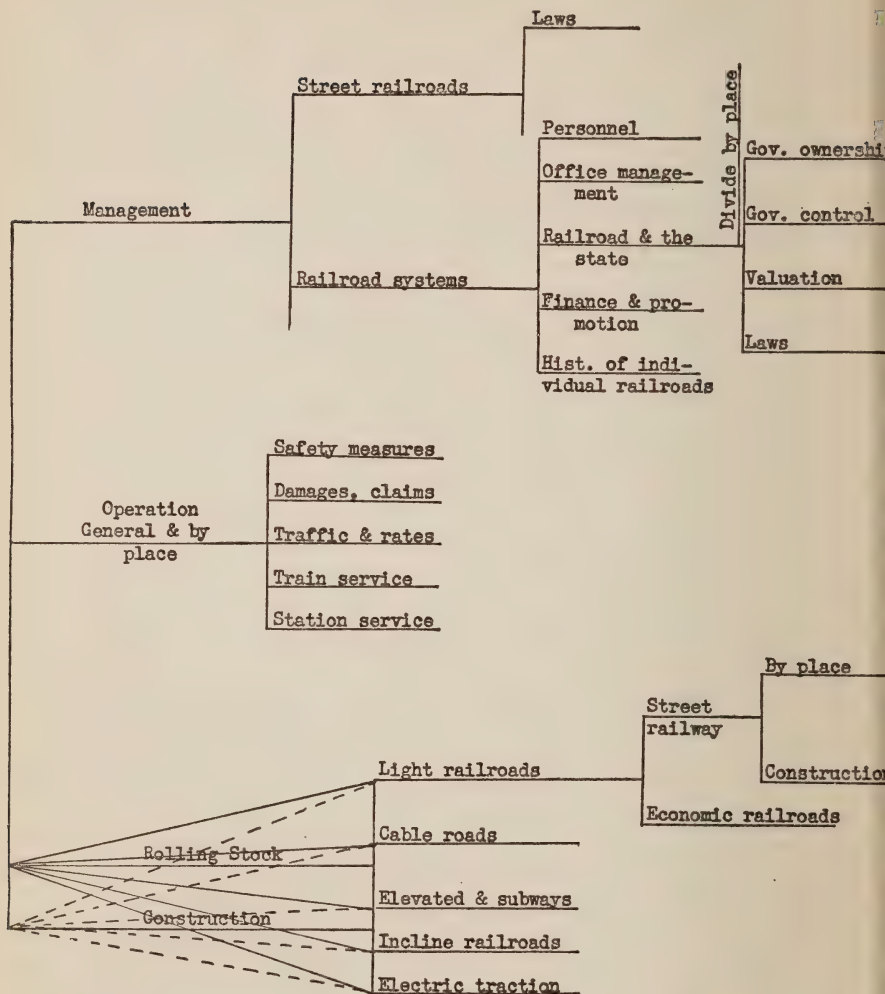 Laws
Street railroads
Divide by place
Personnel
Gov. ownershi
Office manage-
ment
Management
Gov. control
Railroad & the
state
Railroad systems
Valuation
Finance & pro-
motion
Laws
Hist. of indi-
vidual railroads
Safety measures
Damages, claims
Operation
General & by
place
Traffic & rates
Train service
Station service
By place
Street
railway
Light railroads
Construction
Economic railroads
Cable roads
Rolling Stock
Elevated & subways
Construction
Incline railroads
Electric traction